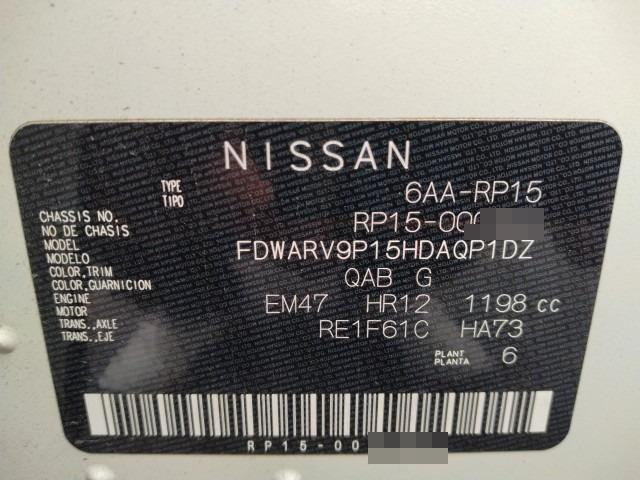 NISSAN
TYPE
TIPO 6AA-RP15
CHASSIS NO.
NO DE CHASIS RP15-00
MODEL
MODELO FDWARV9P15HDAQP1DZ
COLOR,TRIM
COLOR,GUARNICION QAB G
ENGINE
MOTOR EM47 HR12 1198 cc
TRANS.,AXLE
TRANS.,EJE RE1F61C HA73
PLANT
PLANTA 6
RP15-00